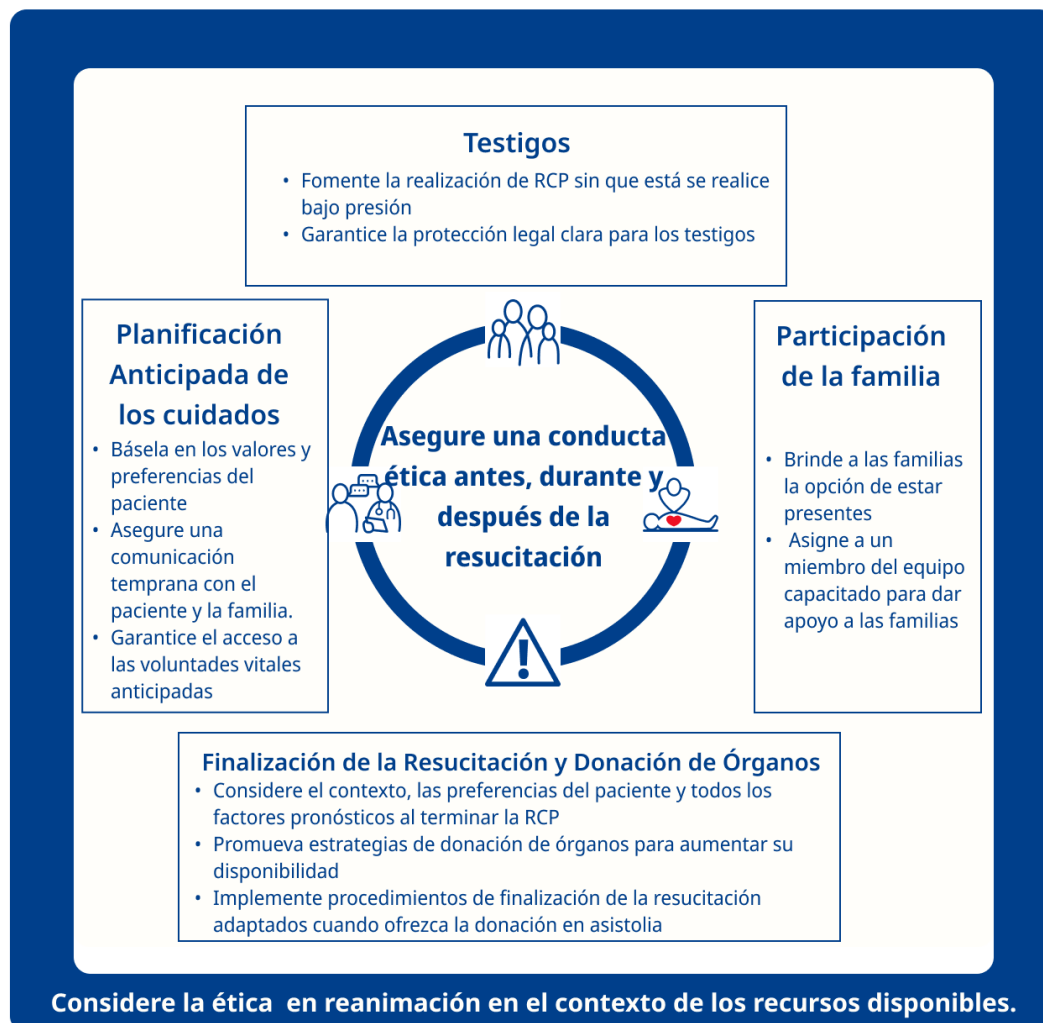 Testigos
• Fomente la realización de RCP sin que está se realice
bajo presión
• Garantice la protección legal clara para los testigos
Planificación
Anticipada de
los cuidados
• Básela en los valores y
preferencias del
paciente
• Asegure una
comunicación
temprana con el
paciente y la familia.
• Garantice el acceso a
las voluntades vitales
anticipadas
Asegure una conducta
ética antes, durante y
después de la
resucitación
Participación
de la familia
• Brinde a las familias
la opción de estar
presentes
• Asigne a un
miembro del equipo
capacitado para dar
apoyo a las familias
Finalización de la Resucitación y Donación de Órganos
• Considere el contexto, las preferencias del paciente y todos los
factores pronósticos al terminar la RCP
• Promueva estrategias de donación de órganos para aumentar su
disponibilidad
• Implemente procedimientos de finalización de la resucitación
adaptados cuando ofrezca la donación en asistolia
Considere la ética en reanimación en el contexto de los recursos disponibles.